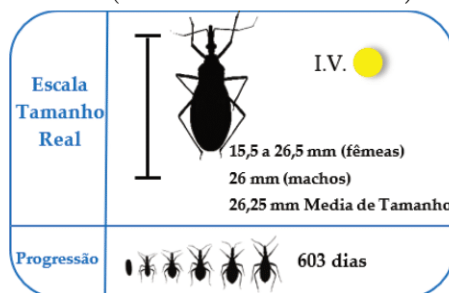 Escala
Tamanho
Real
I.V.
15,5 a 26,5 mm (fêmeas)
26 mm (machos)
26,25 mm Media de Tamanho
Progressão
603 dias